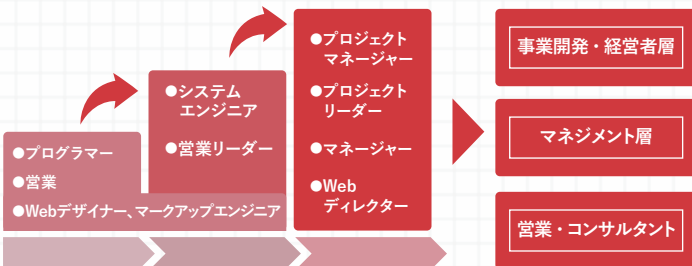 ●プログラマー
●営業
●Webデザイナー、マークアップエンジニア
●システム
エンジニア
●営業リーダー
●プロジェクト
マネージャー
●プロジェクト
リーダー
●マネージャー
●Web
ディレクター
事業開発・経営者層
マネジメント層
営業・コンサルタント